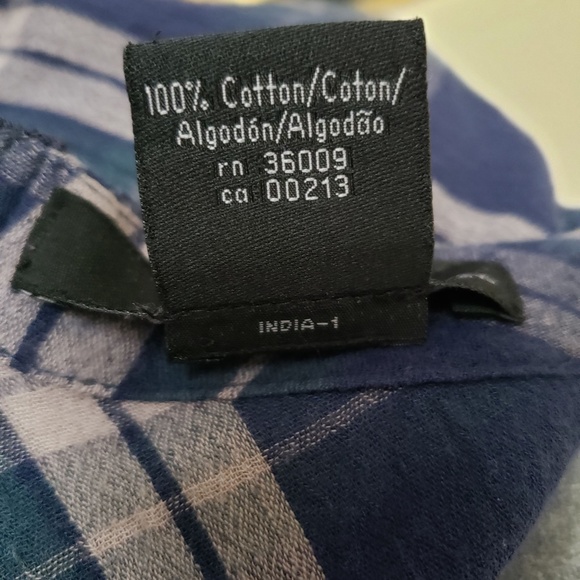 100% Cotton/Coton/
Algodón/Algodão
rn 36009
ca 00213
INDIA-1